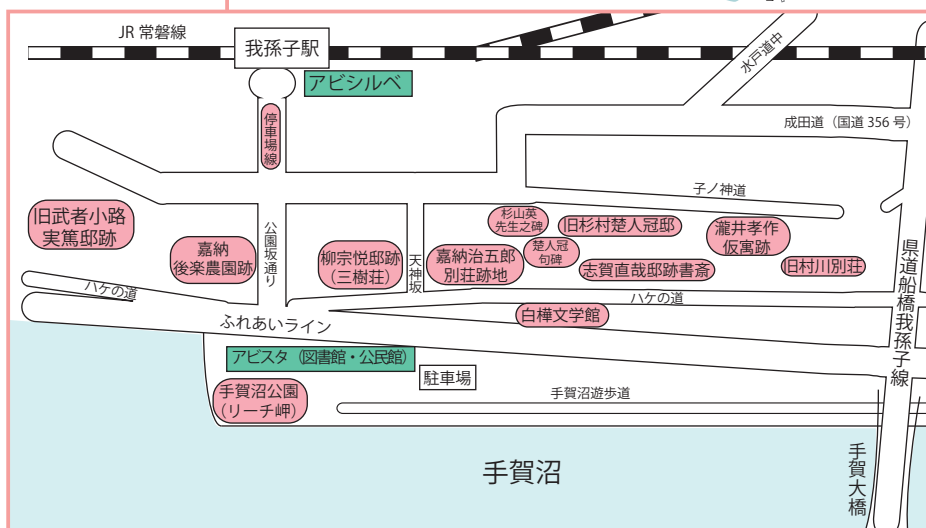 JR 常磐線
我孫子駅
アビシルベ
水戸道中
停車場線
成田道（国道 356 号）
子ノ神道
旧武者小路
実篤邸跡
嘉納
後楽農園跡
公園坂通り
柳宗悦邸跡
（三樹荘）
天神坂
嘉納治五郎
別荘跡地
杉山英
先生之碑
楚人冠
句碑
旧杉村楚人冠邸
志賀直哉邸跡書斎
瀧井孝作
仮寓跡
旧村川別荘
県道船橋我孫子線
ハケの道
ハケの道
白樺文学館
ふれあいライン
アビスタ（図書館・公民館）
駐車場
手賀沼公園
（リーチ岬）
手賀沼遊歩道
手賀沼
手賀大橋